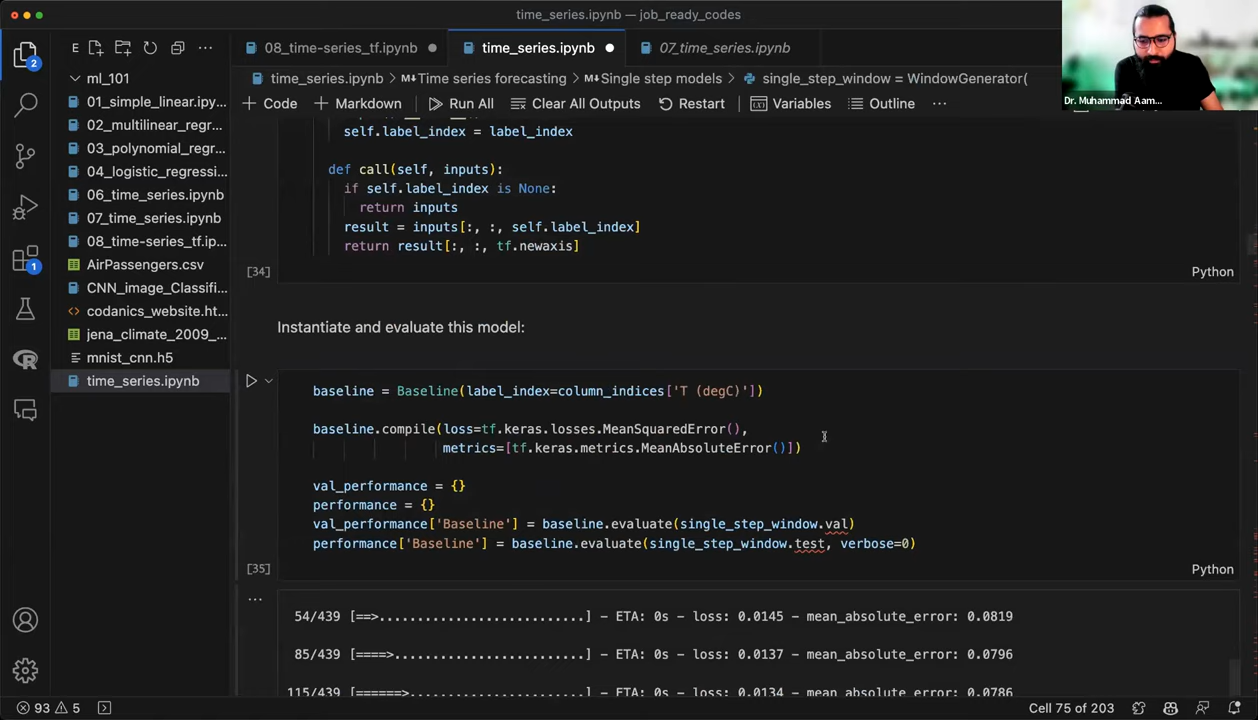 time_series.ipynb — job_ready_codes
2
1
E
ml_101
01_simple_linear.ipy...
02_multilinear_regr...
03_polynomial_regr...
04_logistic_regressi...
06_time_series.ipynb
07_time_series.ipynb
08_time-series_tf.ip...
AirPassengers.csv
CNN_image_Classifi...
codanics_website.ht...
jena_climate_2009_...
mnist_cnn.h5
time_series.ipynb
08_time-series_tf.ipynb
time_series.ipynb
07_time_series.ipynb
time_series.ipynb > Time series forecasting > Single step models > single_step_window = WindowGenerator(
+ Code + Markdown Run All Clear All Outputs Restart Variables Outline ...
self.label_index = label_index
def call(self, inputs):
if self.label_index is None:
return inputs
result = inputs[:, :, self.label_index]
return result[:, :, tf.newaxis]
[34]
Python
Instantiate and evaluate this model:
baseline = Baseline(label_index=column_indices['T (degC)'])
baseline.compile(loss=tf.keras.losses.MeanSquaredError(),
metrics=[tf.keras.metrics.MeanAbsoluteError()])
val_performance = {}
performance = {}
val_performance['Baseline'] = baseline.evaluate(single_step_window.val)
performance['Baseline'] = baseline.evaluate(single_step_window.test, verbose=0)
[35]
Python
...
54/439 [==>...........................] - ETA: 0s - loss: 0.0145 - mean_absolute_error: 0.0819
85/439 [====>.........................] - ETA: 0s - loss: 0.0137 - mean_absolute_error: 0.0796
115/439 [======>.......................] - ETA: 0s - loss: 0.0134 - mean_absolute_error: 0.0786
93 5
Cell 75 of 203
Dr. Muhammad Aam...